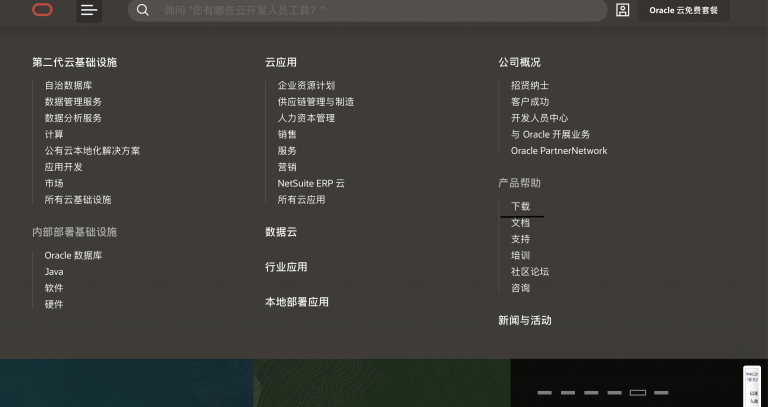 询问 "您有哪些云开发人员工具？"
Oracle 云免费套餐
第二代云基础设施
自治数据库
数据管理服务
数据分析服务
计算
公有云本地化解决方案
应用开发
市场
所有云基础设施
内部部署基础设施
Oracle 数据库
Java
软件
硬件
云应用
企业资源计划
供应链管理与制造
人力资本管理
销售
服务
营销
NetSuite ERP 云
所有云应用
数据云
行业应用
本地部署应用
公司概况
招贤纳士
客户成功
开发人员中心
与 Oracle 开展业务
Oracle PartnerNetwork
产品帮助
下载
文档
支持
培训
社区论坛
咨询
新闻与活动